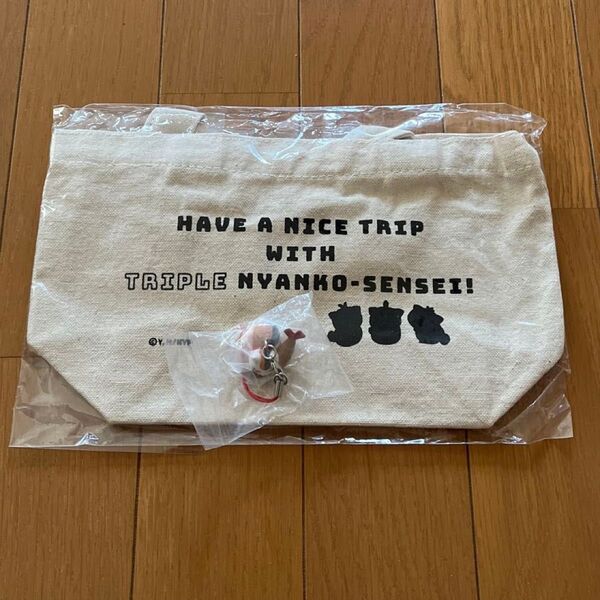 HAVE A NICE TRIP
WITH
TRIPLE NYANKO-SENSEI!
©Y.